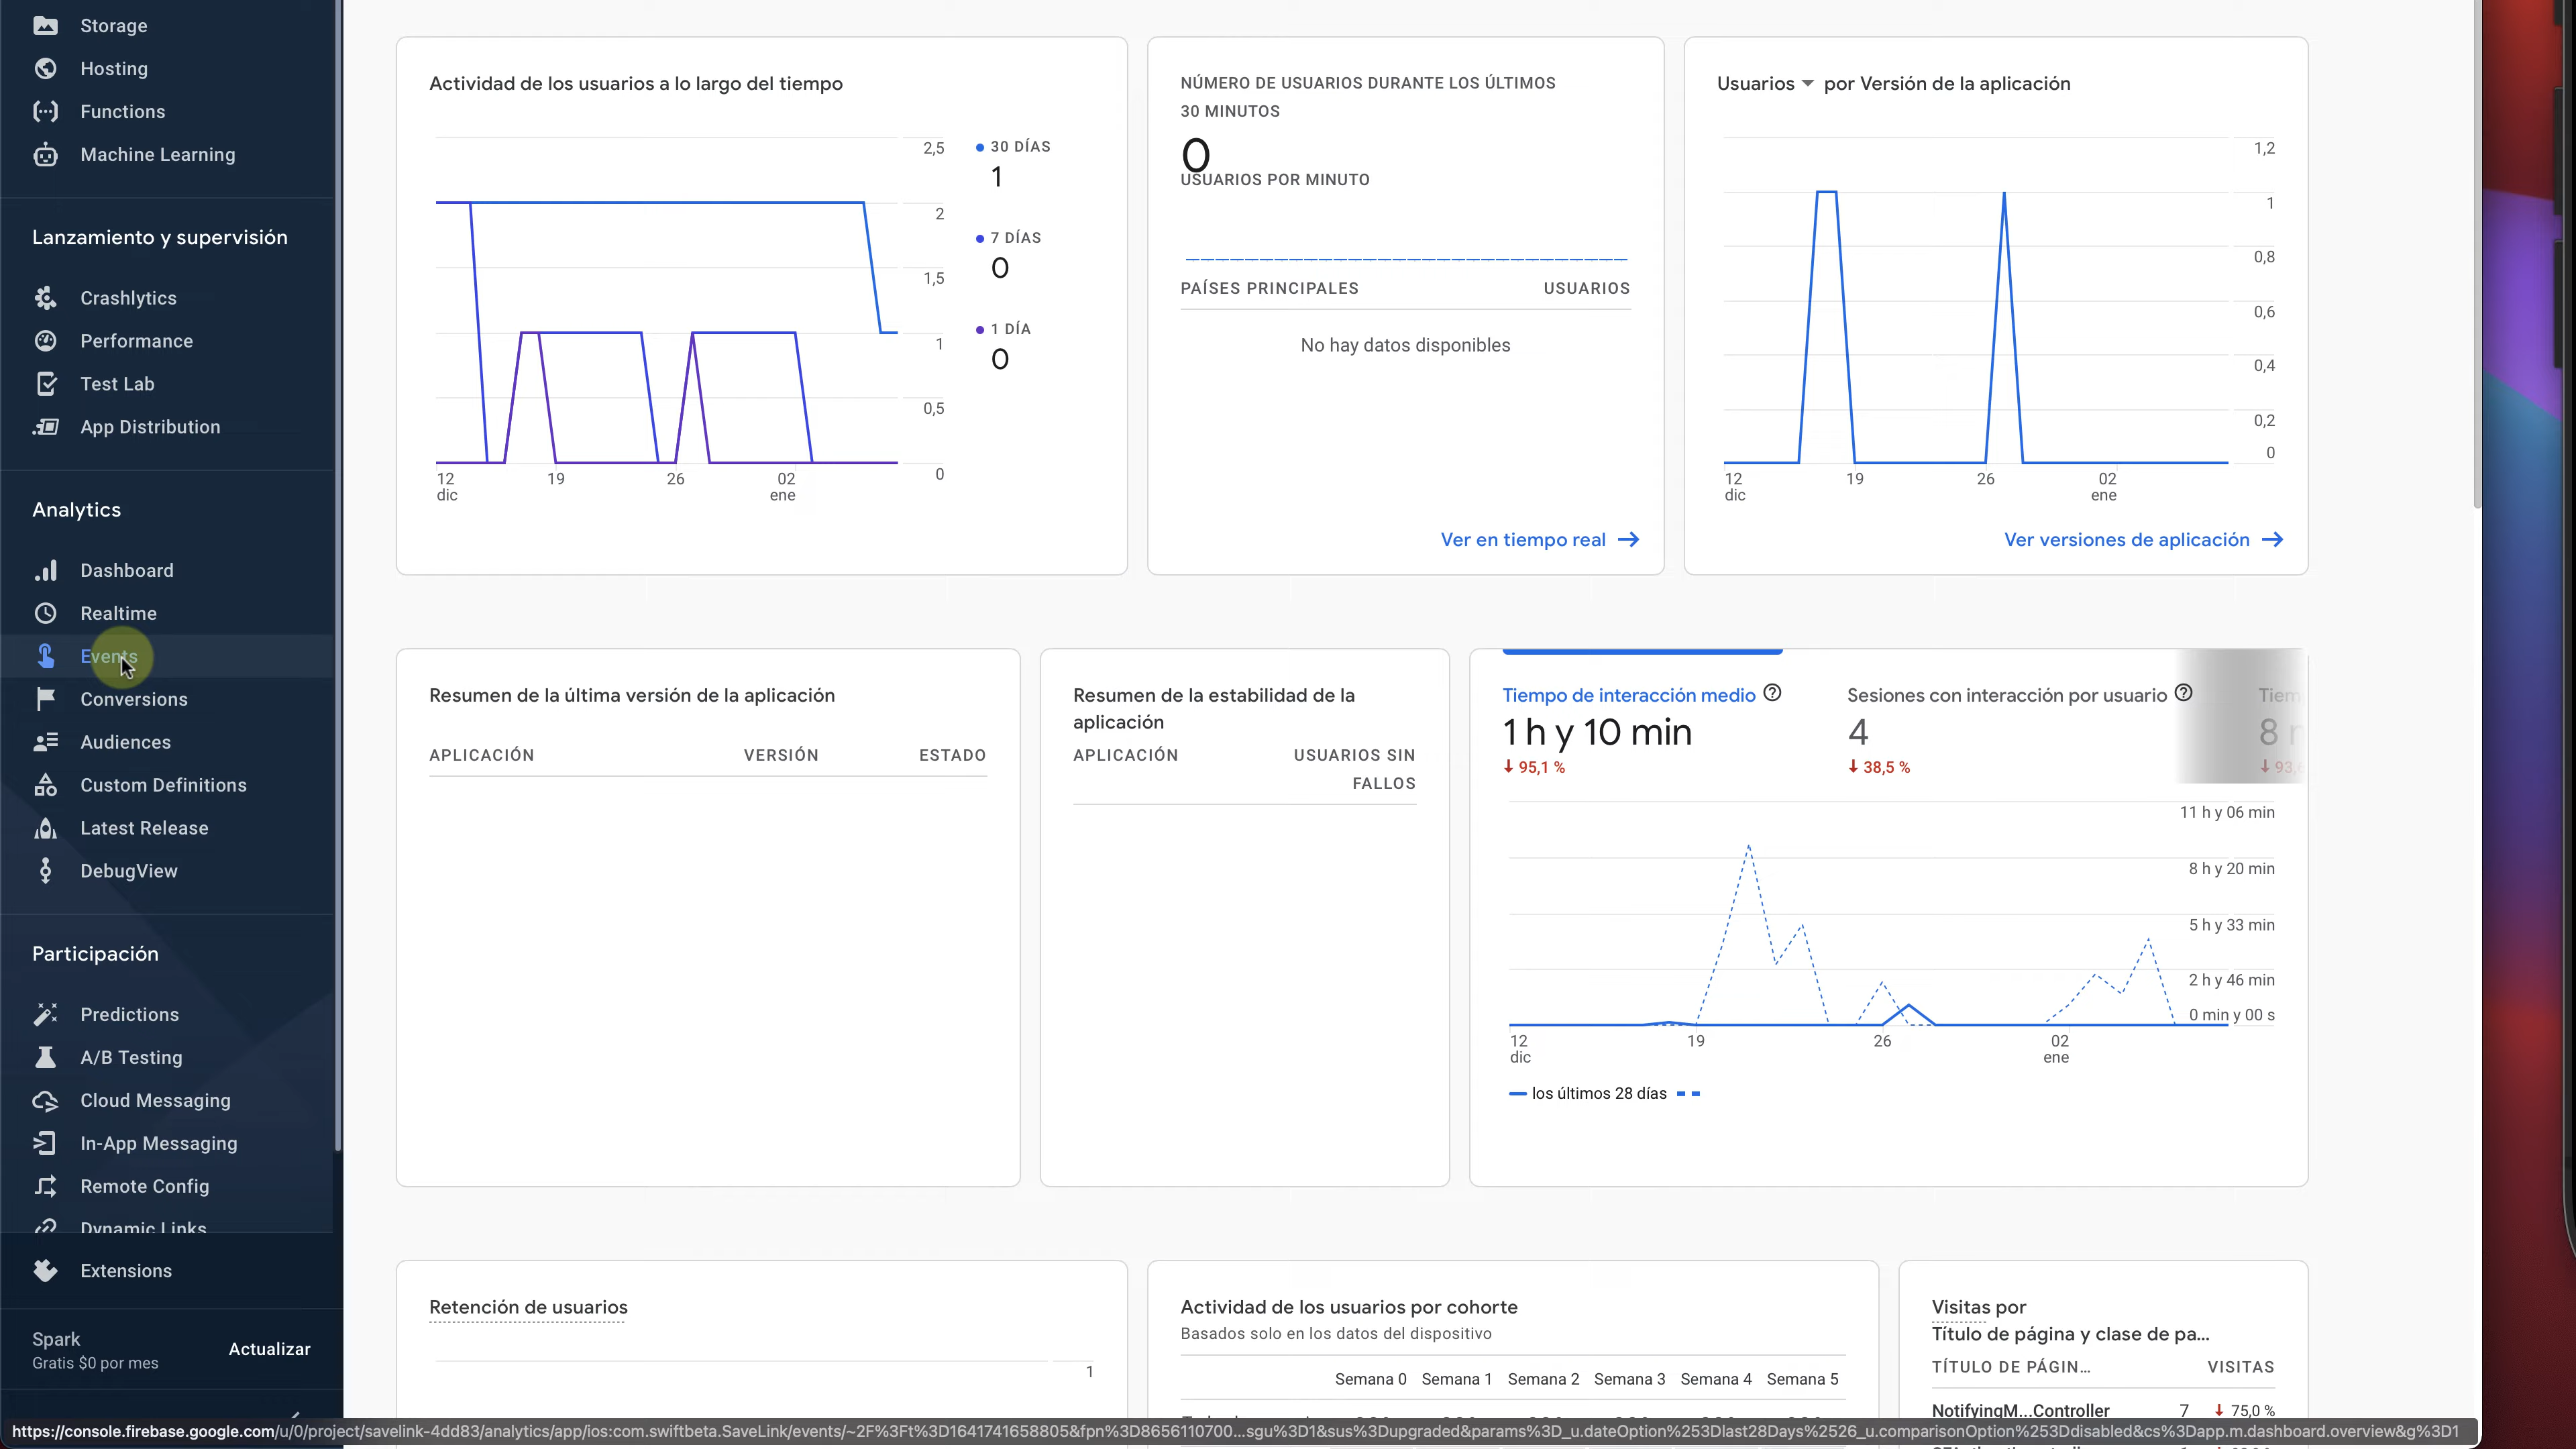 Storage
Hosting
Functions
Machine Learning
Lanzamiento y supervisión
Crashlytics
Performance
Test Lab
App Distribution
Analytics
Dashboard
Realtime
Events
Conversions
Audiences
Custom Definitions
Latest Release
DebugView
Participación
Predictions
A/B Testing
Cloud Messaging
In-App Messaging
Remote Config
Dynamic Links
Extensions
Spark
Gratis $0 por mes
Actualizar
Actividad de los usuarios a lo largo del tiempo
2,5
2
1,5
1
0,5
0
12
dic
19
26
02
ene
30 DÍAS
1
7 DÍAS
0
1 DÍA
0
NÚMERO DE USUARIOS DURANTE LOS ÚLTIMOS
30 MINUTOS
0
USUARIOS POR MINUTO
PAÍSES PRINCIPALES USUARIOS
No hay datos disponibles
Ver en tiempo real
Usuarios por Versión de la aplicación
1,2
1
0,8
0,6
0,4
0,2
0
12
dic
19
26
02
ene
Ver versiones de aplicación
Resumen de la última versión de la aplicación
APLICACIÓN VERSIÓN ESTADO
Resumen de la estabilidad de la
aplicación
APLICACIÓN USUARIOS SIN
FALLOS
Tiempo de interacción medio
1 h y 10 min
95,1 %
Sesiones con interacción por usuario
4
38,5 %
8
11 h y 06 min
8 h y 20 min
5 h y 33 min
2 h y 46 min
0 min y 00 s
12
dic
19
26
02
ene
los últimos 28 días
Retención de usuarios
1
Actividad de los usuarios por cohorte
Basados solo en los datos del dispositivo
Semana 0 Semana 1 Semana 2 Semana 3 Semana 4 Semana 5
Visitas por
Título de página y clase de pa...
TÍTULO DE PÁGIN... VISITAS
NotifyingM...Controller 7 75,0 %
https://console.firebase.google.com/u/0/project/savelink-4dd83/analytics/app/ios:com.swiftbeta.SaveLink/events/~2F%3Ft%3D1641741658805&fpn%3D8656110700...sgu%3D1&sus%3Dupgraded&params%3D_u.dateOption%253Dlast28Days%2526_u.comparisonOption%253Ddisabled&cs%3Dapp.m.dashboard.overview&g%3D1